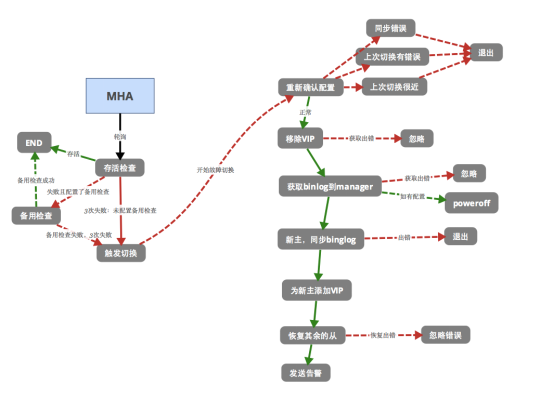 同步错误
上次切换有错误
退出
重新确认配置
上次切换很近
MHA
正常
轮询
移除VIP
获取出错
忽略
END
存活
存活检查
开始故障切换
忽略
获取出错
备用检查成功
失败且配置了备用检查
获取binlog到manager
如有配置
poweroff
备用检查
3次失败：未配置备用检查
备用检查失败，3次失败
新主，同步binglog
出错
退出
触发切换
为新主添加VIP
恢复其余的从
恢复出错
忽略错误
发送告警